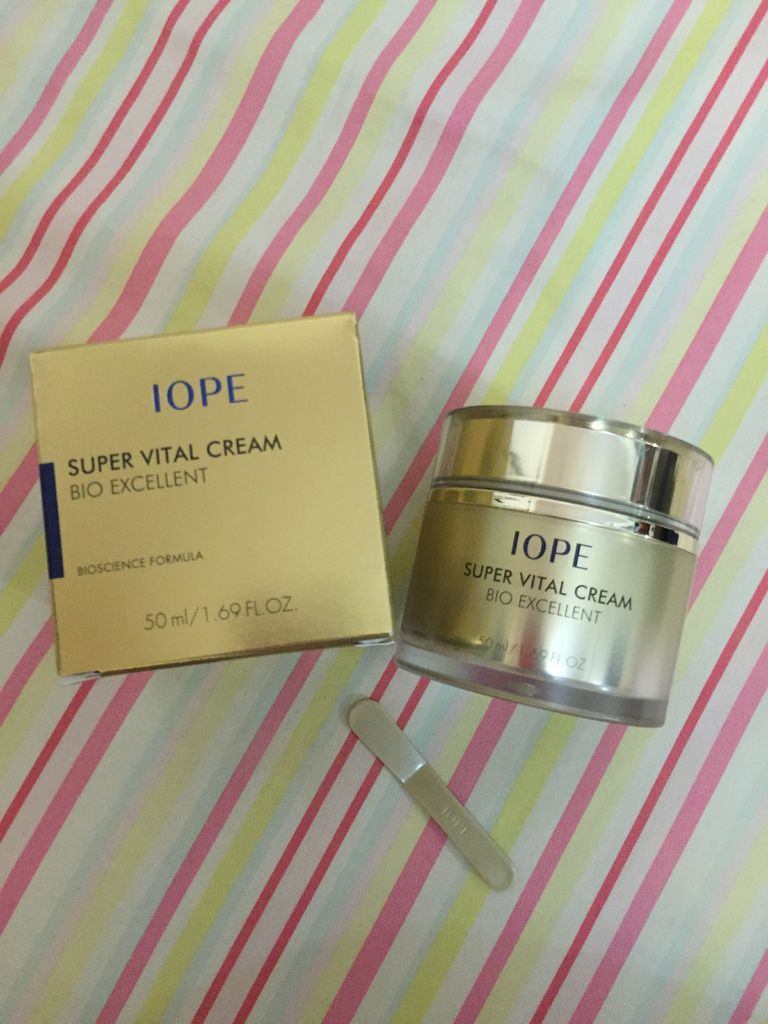 IOPE
SUPER VITAL CREAM
BIO EXCELLENT
BIOSCIENCE FORMULA
50 ml/1.69 FL.OZ.
IOPE
SUPER VITAL CREAM
BIO EXCELLENT
50 ml/1.69 FL.OZ
IOPE